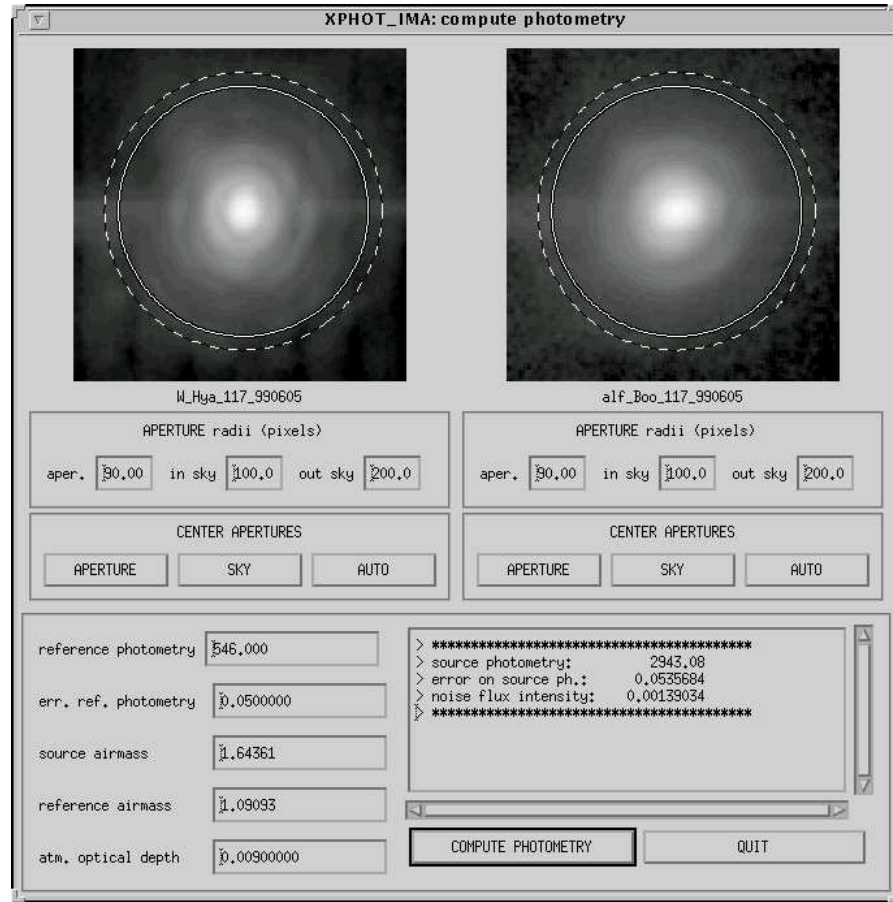 XPHOT_IMA: compute photometry
W_Hya_117_990605
alf_Boo_117_990605
APERTURE radii (pixels)
aper. 90.00 in sky 100.0 out sky 200.0
APERTURE radii (pixels)
aper. 90.00 in sky 100.0 out sky 200.0
CENTER APERTURES
APERTURE SKY AUTO
CENTER APERTURES
APERTURE SKY AUTO
reference photometry 546.000
err. ref. photometry 0.0500000
source airmass 1.64361
reference airmass 1.09093
atm. optical depth 0.00900000
> *****************************************
> source photometry: 2943.08
> error on source ph.: 0.0535684
> noise flux intensity: 0.00139034
> *****************************************
COMPUTE PHOTOMETRY QUIT